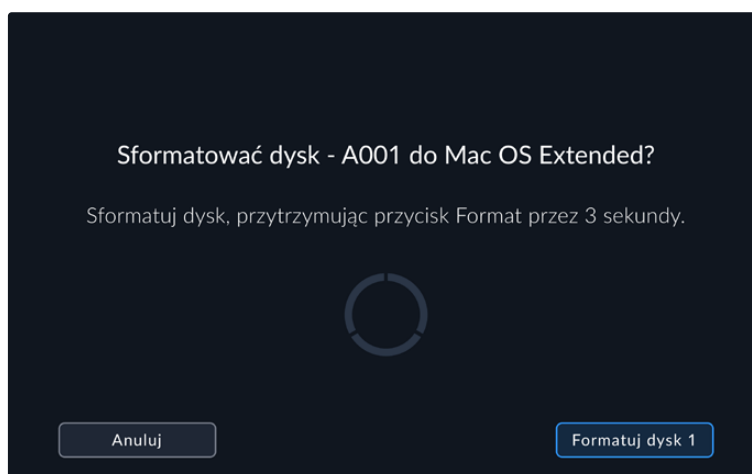 Sformatować dysk - A001 do Mac OS Extended?
Sformatuj dysk, przytrzymując przycisk Format przez 3 sekundy.
Anuluj
Formatuj dysk 1